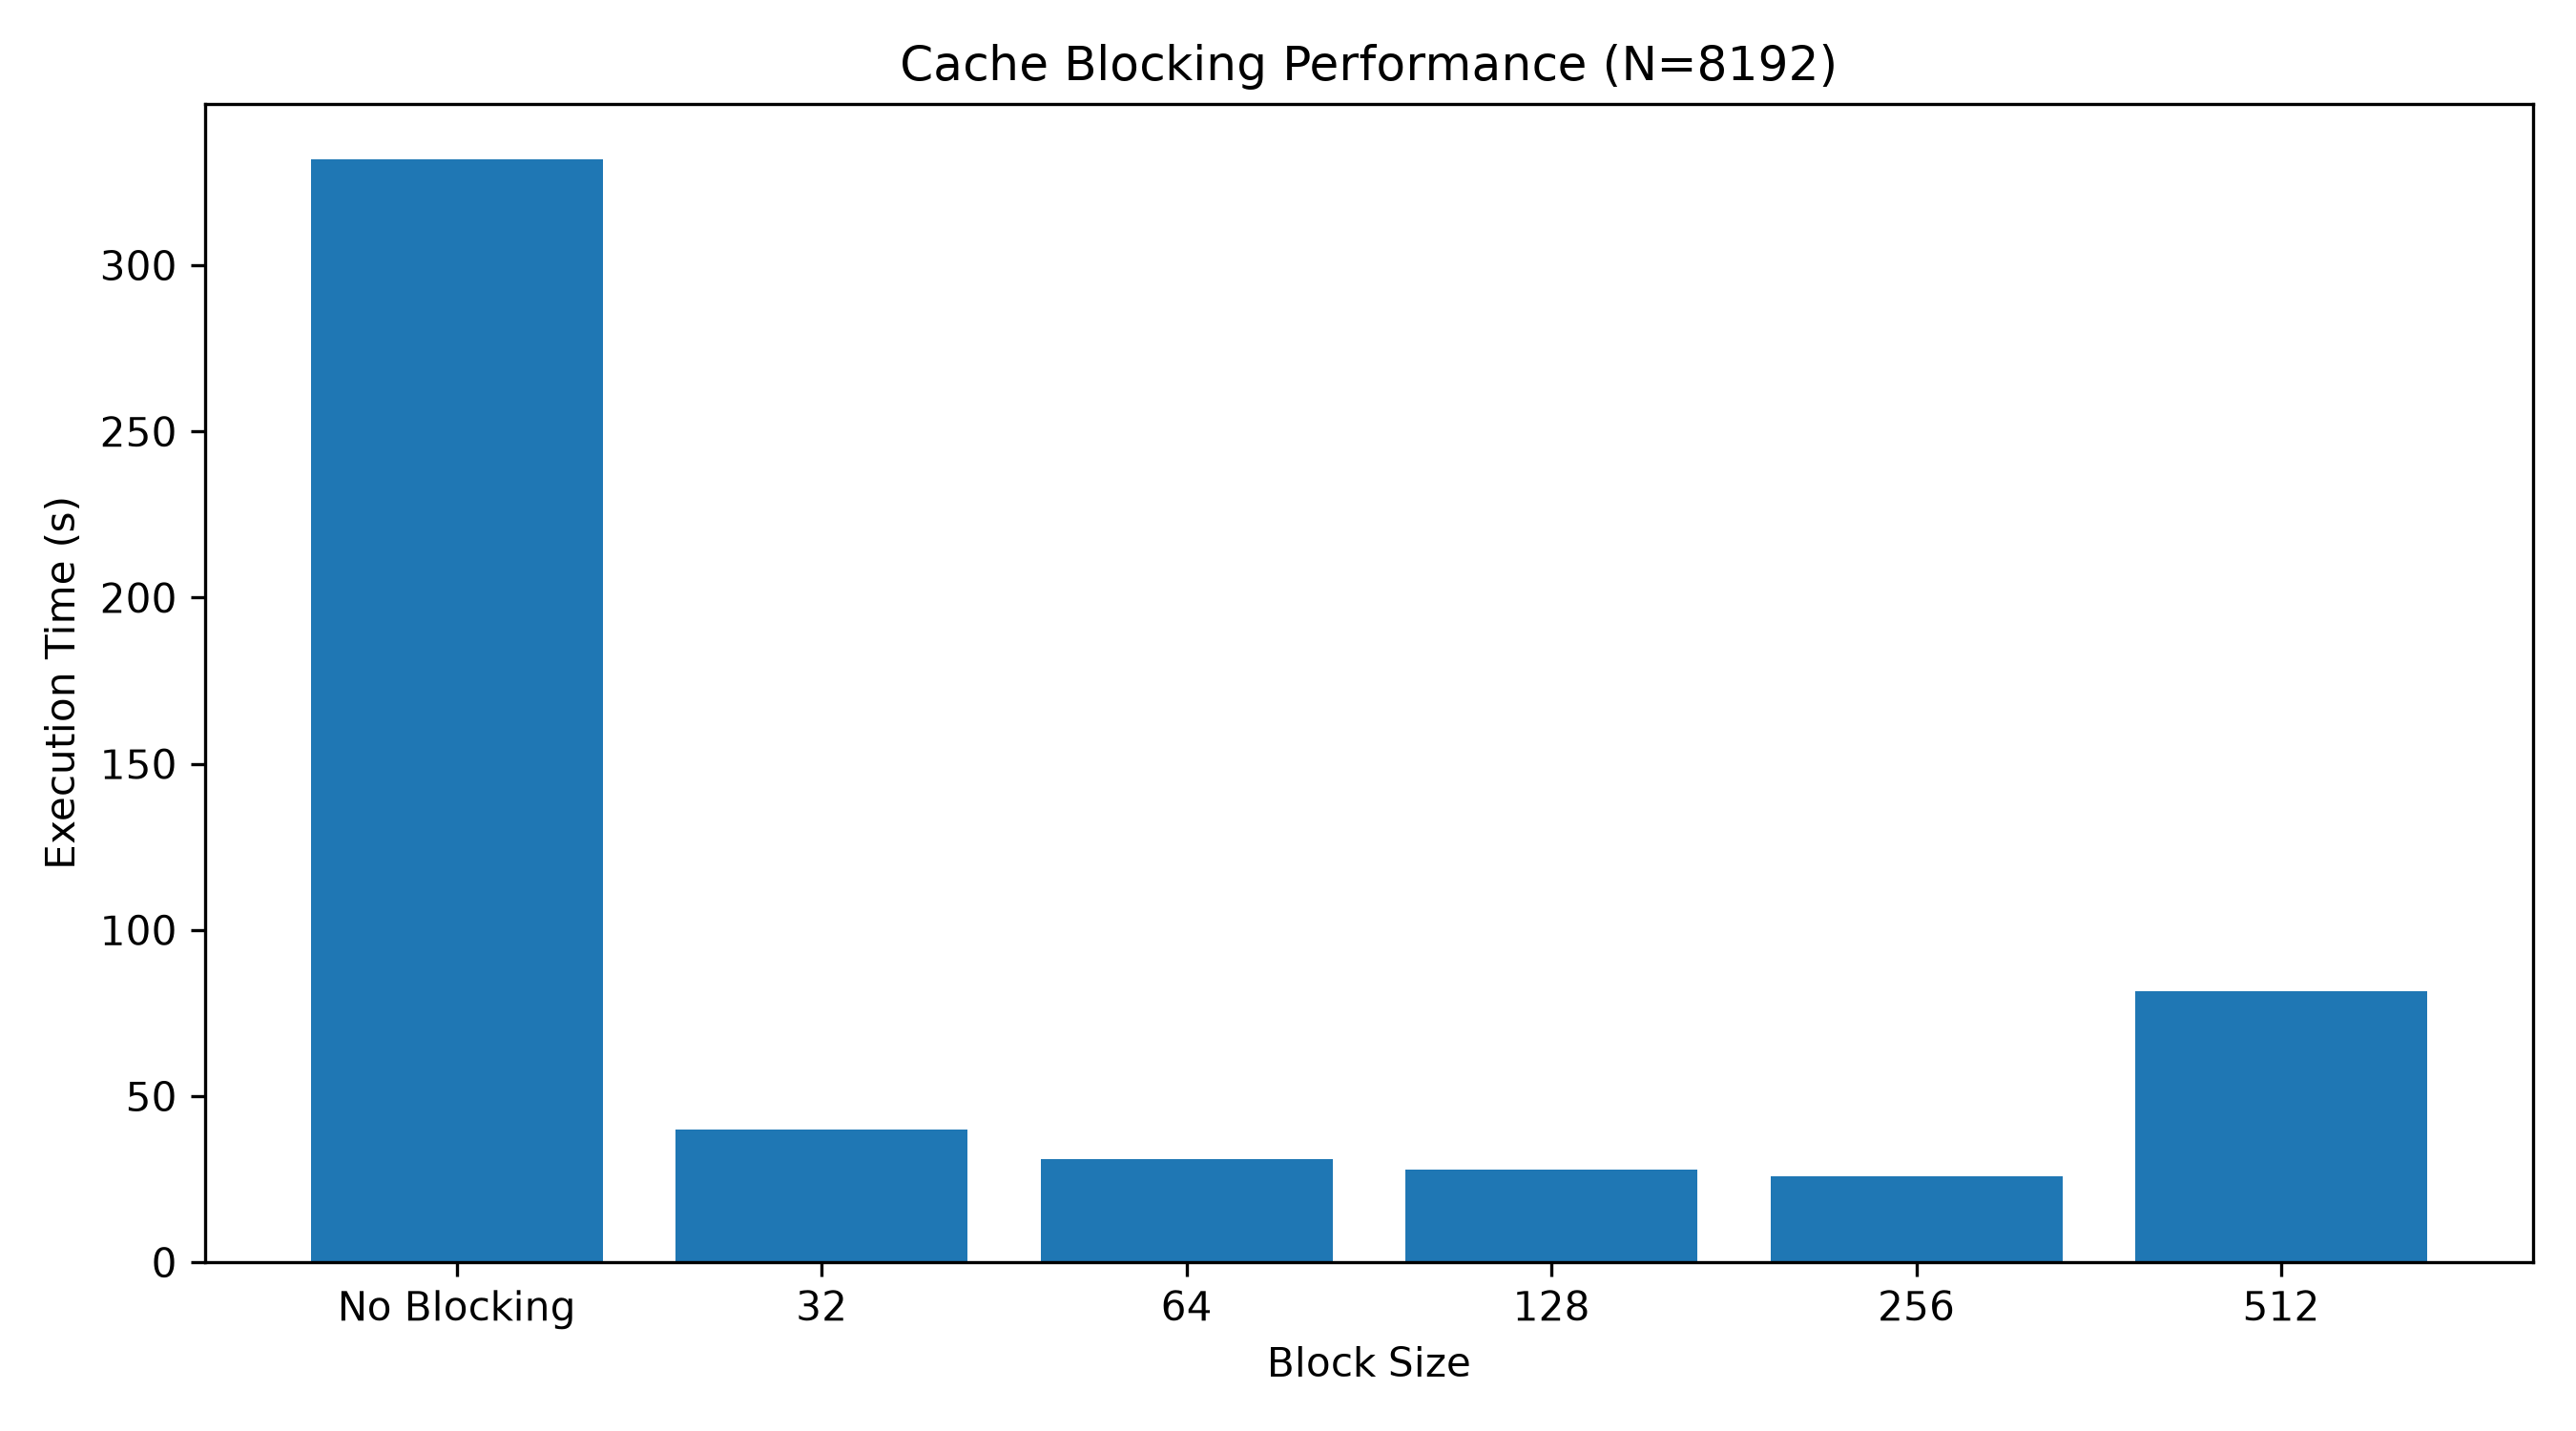 Cache Blocking Performance (N=8192)
Execution Time (s)
300
250
200
150
100
50
0
No Blocking 32 64 128 256 512
Block Size